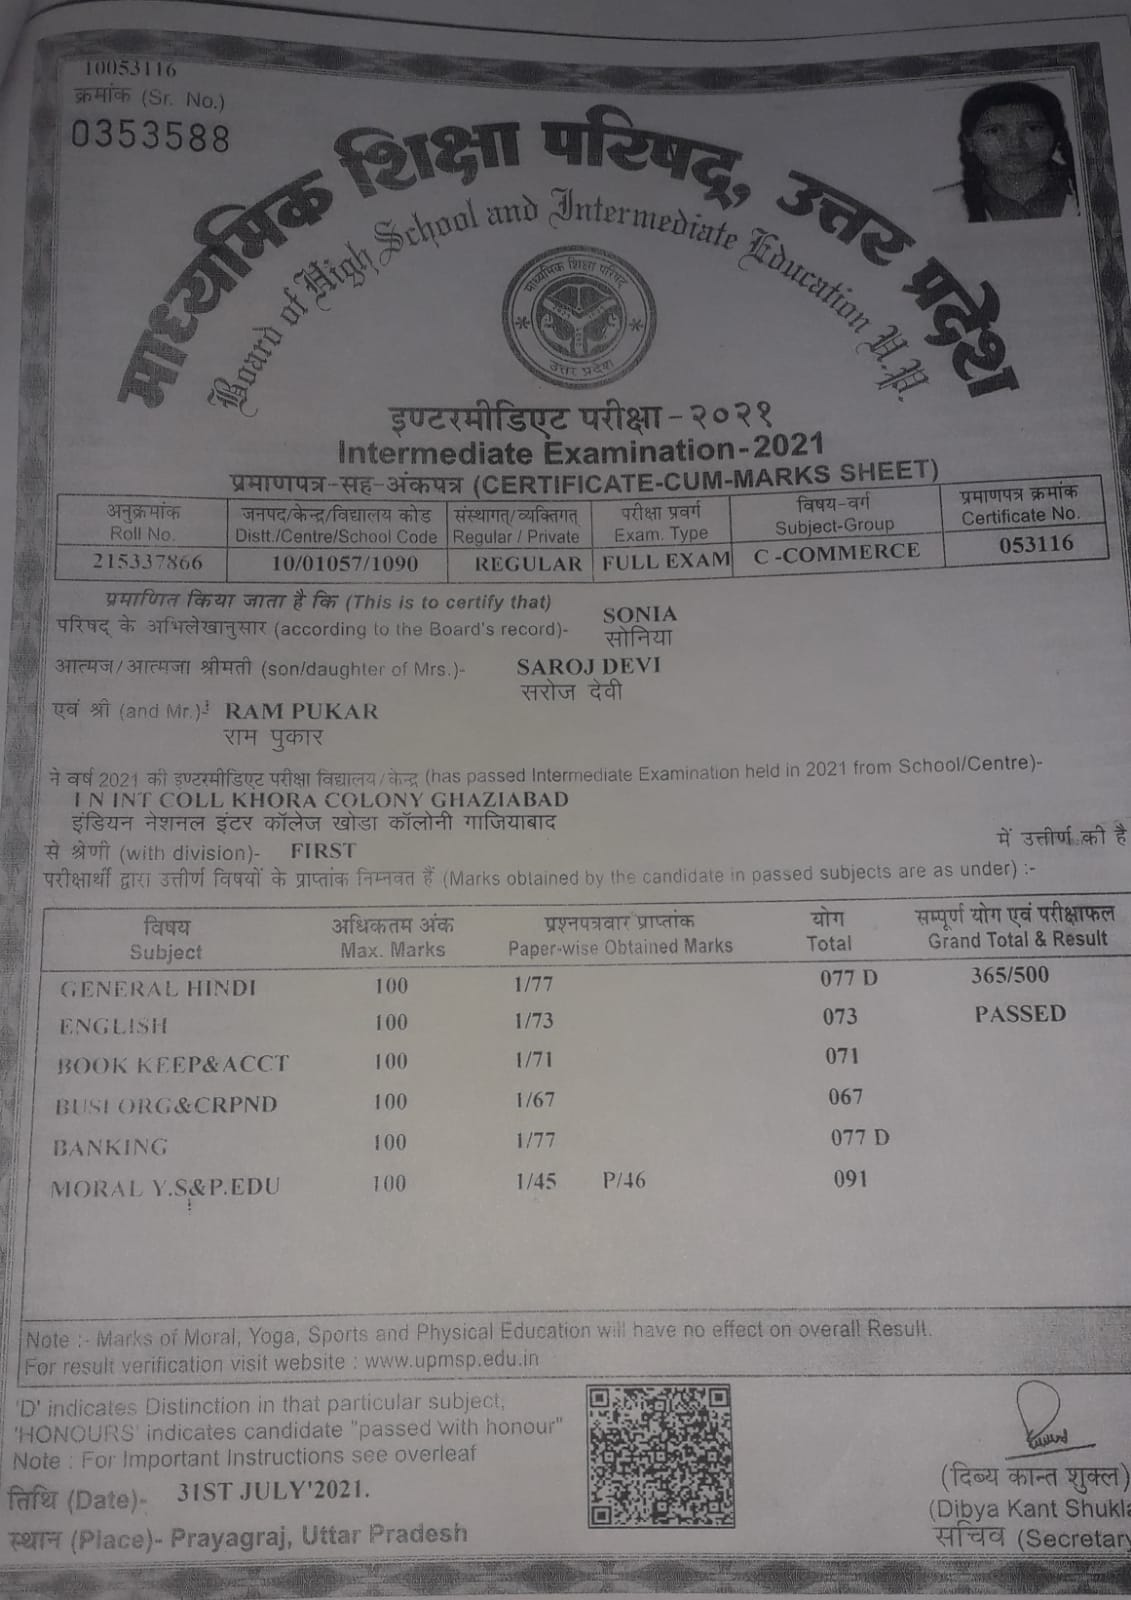 10053116
क्रमांक (Sr. No.)
0353588
माध्यमिक शिक्षा परिषद्, उत्तर प्रदेश
Board of High School and Intermediate Education U.P.
माध्यमिक शिक्षा परिषद
उत्तर प्रदेश
इण्टरमीडिएट परीक्षा-२०२१
Intermediate Examination-2021
प्रमाणपत्र-सह-अंकपत्र (CERTIFICATE-CUM-MARKS SHEET)
अनुक्रमांक जनपद/केन्द्र/विद्यालय कोड संस्थागत/व्यक्तिगत परीक्षा प्रवर्ग विषय-वर्ग प्रमाणपत्र क्रमांक
Roll No. Distt./Centre/School Code Regular / Private Exam. Type Subject-Group Certificate No.
215337866 10/01057/1090 REGULAR FULL EXAM C -COMMERCE 053116
प्रमाणित किया जाता है कि (This is to certify that) SONIA
परिषद् के अभिलेखानुसार (according to the Board's record)- सोनिया
आत्मज/आत्मजा श्रीमती (son/daughter of Mrs.)- SAROJ DEVI
सरोज देवी
एवं श्री (and Mr.)- RAM PUKAR
राम पुकार
ने वर्ष 2021 की इण्टरमीडिएट परीक्षा विद्यालय/केन्द्र (has passed Intermediate Examination held in 2021 from School/Centre)-
I N INT COLL KHORA COLONY GHAZIABAD
इंडियन नेशनल इंटर कॉलेज खोडा कॉलोनी गाजियाबाद
से श्रेणी (with division)- FIRST में उत्तीर्ण की है
परीक्षार्थी द्वारा उत्तीर्ण विषयों के प्राप्तांक निम्नवत हैं (Marks obtained by the candidate in passed subjects are as under) :-
विषय अधिकतम अंक प्रश्नपत्रवार प्राप्तांक योग सम्पूर्ण योग एवं परीक्षाफल
Subject Max. Marks Paper-wise Obtained Marks Total Grand Total & Result
GENERAL HINDI 100 1/77 077 D 365/500
ENGLISH 100 1/73 073 PASSED
BOOK KEEP&ACCT 100 1/71 071
BUSI ORG&CRPND 100 1/67 067
BANKING 100 1/77 077 D
MORAL Y.S&P.EDU 100 1/45 P/46 091
Note :- Marks of Moral, Yoga, Sports and Physical Education will have no effect on overall Result.
For result verification visit website : www.upmsp.edu.in
'D' indicates Distinction in that particular subject,
'HONOURS' indicates candidate "passed with honour"
Note : For Important Instructions see overleaf
तिथि (Date)- 31ST JULY'2021.
स्थान (Place)- Prayagraj, Uttar Pradesh
(दिब्य कान्त शुक्ल)
(Dibya Kant Shukla
सचिव (Secretary